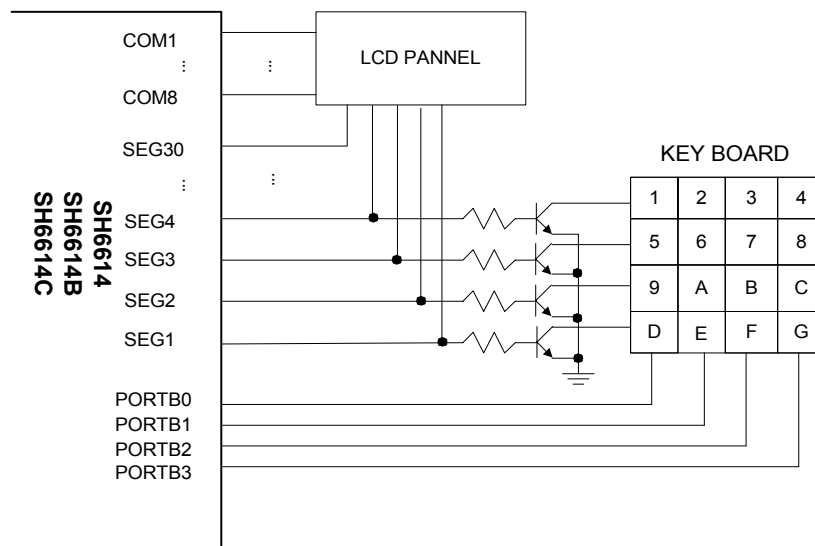 COM1
⋮
COM8
SEG30
⋮
SEG4
SEG3
SEG2
SEG1
PORTB0
PORTB1
PORTB2
PORTB3
SH6614
SH6614B
SH6614C
LCD PANNEL
KEY BOARD
1 2 3 4
5 6 7 8
9 A B C
D E F G